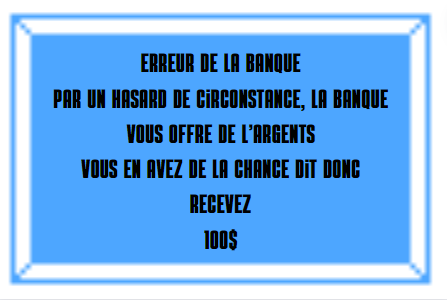 ERREUR DE LA BANQUE
PAR UN HASARD DE CIRCONSTANCE, LA BANQUE
VOUS OFFRE DE L'ARGENTS
VOUS EN AVEZ DE LA CHANCE DIT DONC
RECEVEZ
100$